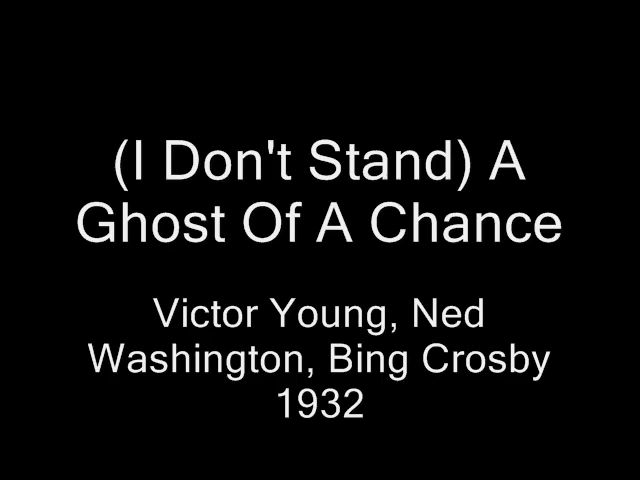 (I Don't Stand) A
Ghost Of A Chance
Victor Young, Ned
Washington, Bing Crosby
1932